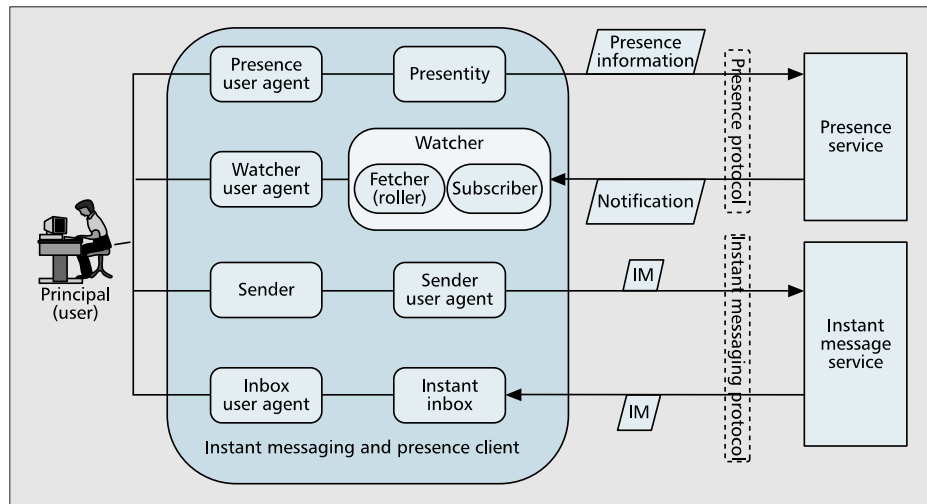 Presence
user agent
Presentity
Presence
information
Presence protocol
Presence
service
Watcher
Watcher
user agent
Fetcher
(roller)
Subscriber
Notification
Principal
(user)
Sender
Sender
user agent
IM
Instant messaging protocol
Instant
message
service
Inbox
user agent
Instant
inbox
IM
Instant messaging and presence client